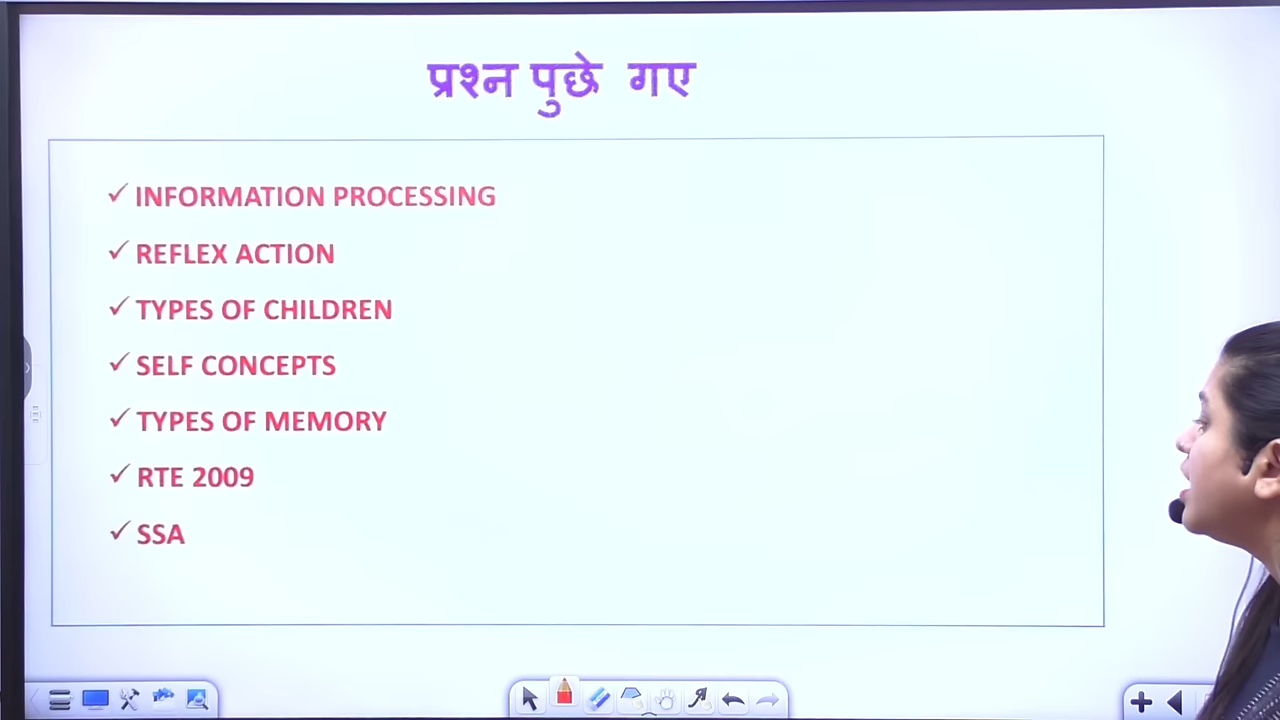 प्रश्न पुछे गए
✓ INFORMATION PROCESSING
✓ REFLEX ACTION
✓ TYPES OF CHILDREN
✓ SELF CONCEPTS
✓ TYPES OF MEMORY
✓ RTE 2009
✓ SSA